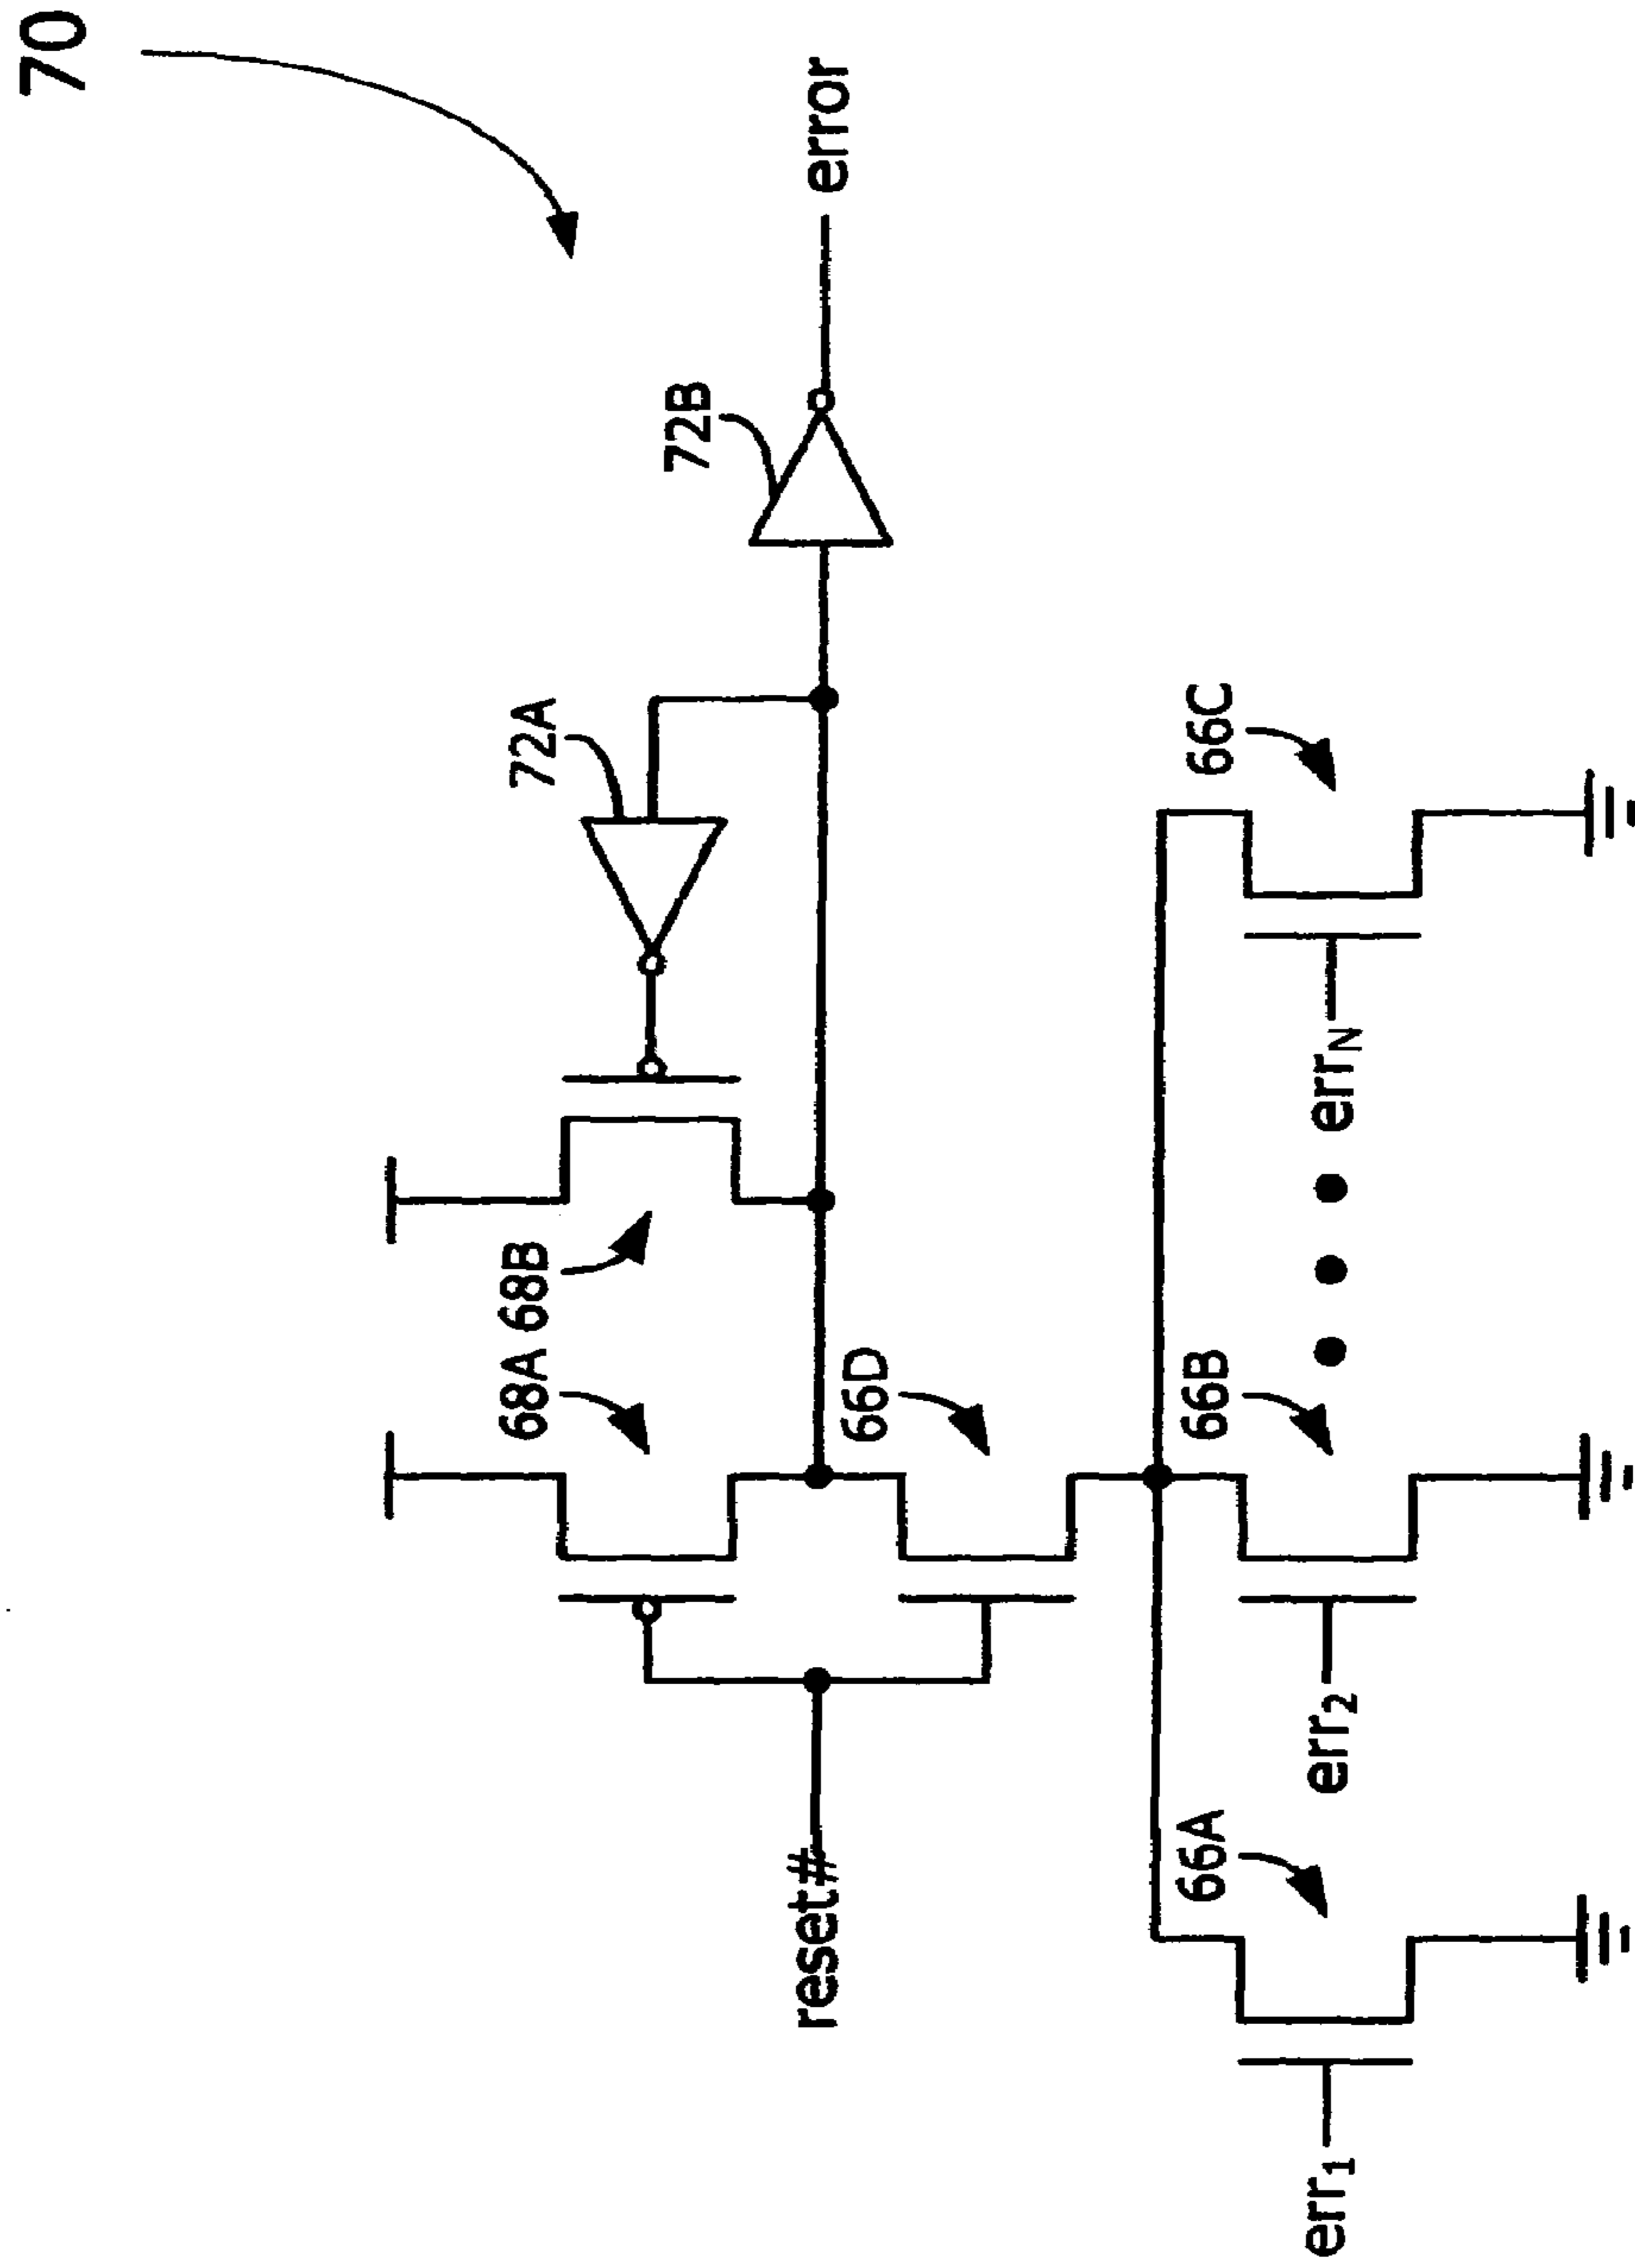 70
error
72B
72A
68A 68B
66D
reset#
66C
66B
66A
err1
err2
errN